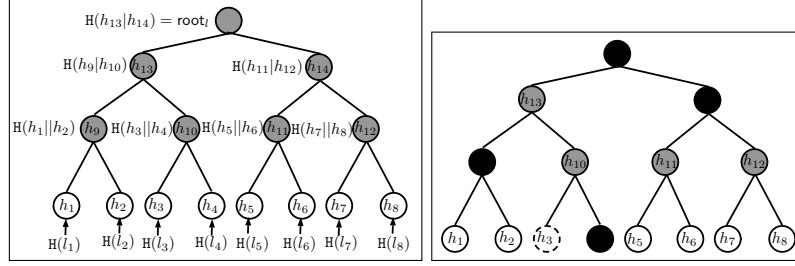 H(h₁₃|h₁₄) = rootₗ
H(h₉|h₁₀) h₁₃ H(h₁₁|h₁₂) h₁₄
H(h₁||h₂) h₉ H(h₃||h₄) h₁₀ H(h₅||h₆) h₁₁ H(h₇||h₈) h₁₂
h₁ h₂ h₃ h₄ h₅ h₆ h₇ h₈
H(l₁) H(l₂) H(l₃) H(l₄) H(l₅) H(l₆) H(l₇) H(l₈)
h₁₃
h₁₀ h₁₁ h₁₂
h₁ h₂ h₃ h₅ h₆ h₇ h₈